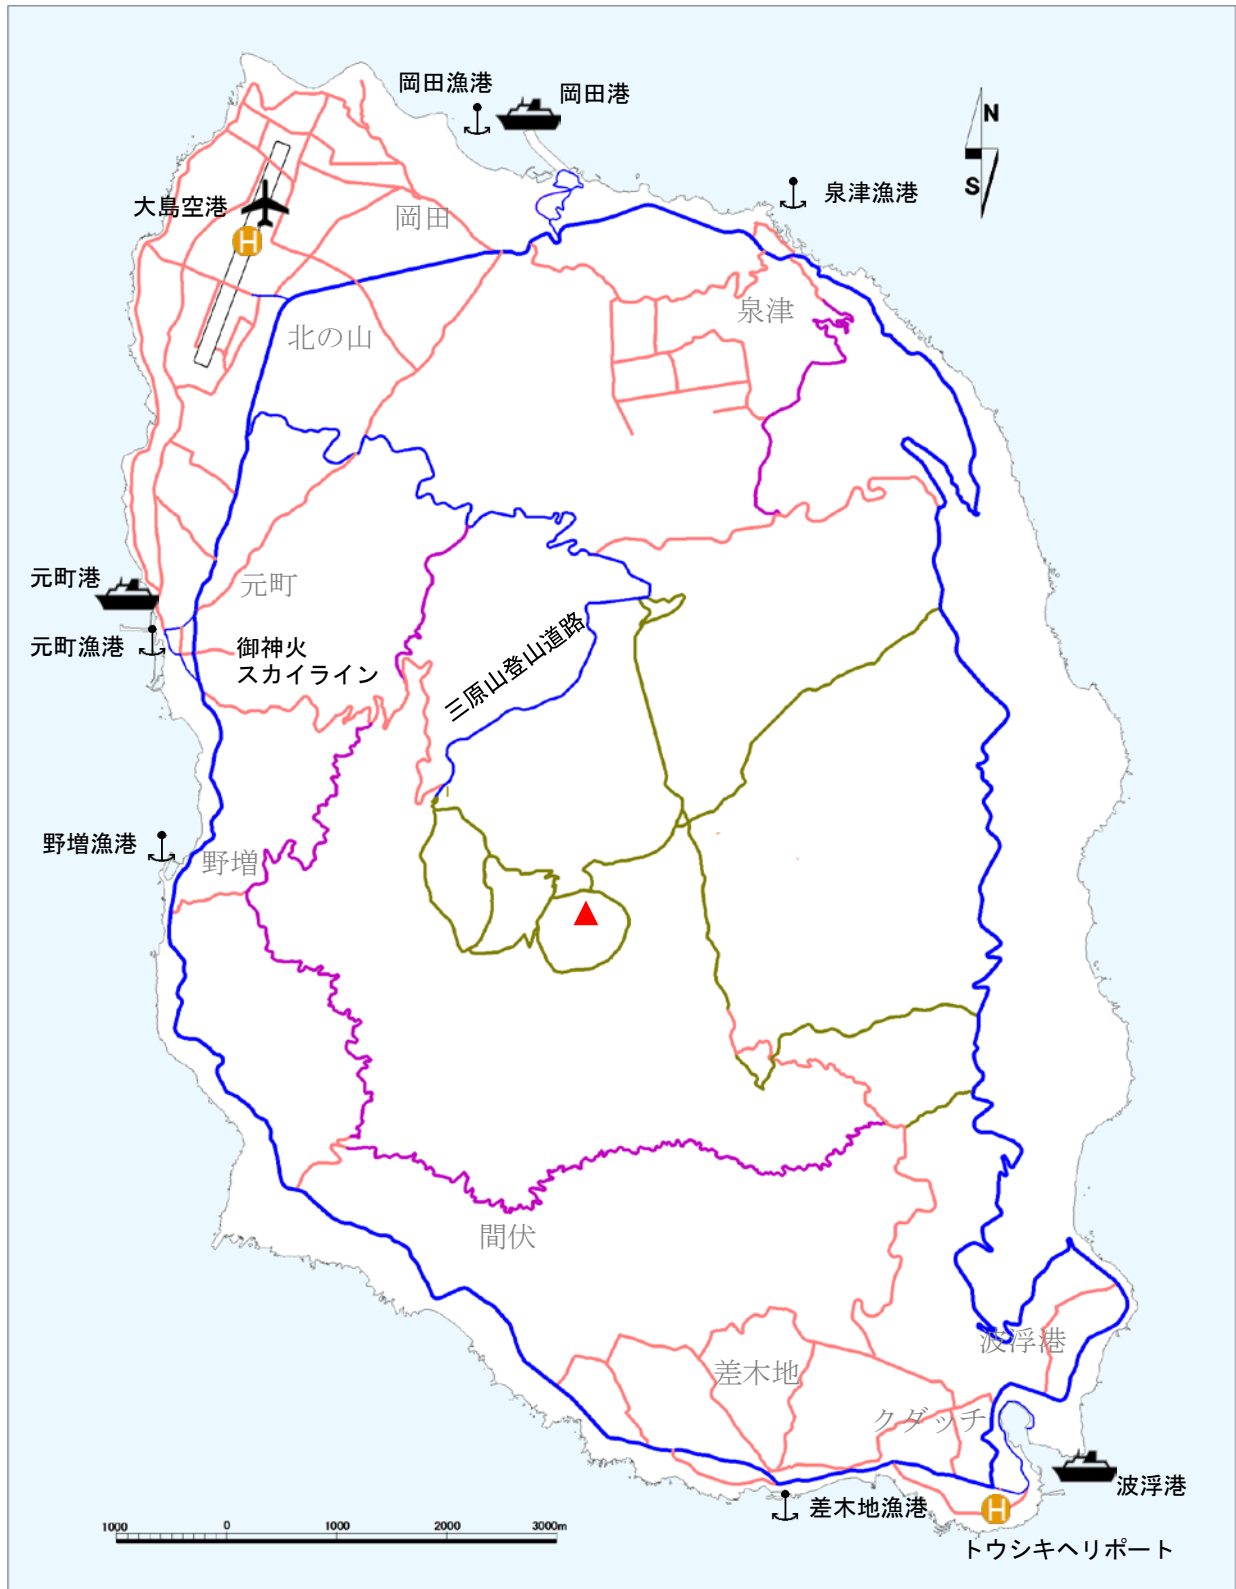 岡田漁港
岡田港
N
S
泉津漁港
大島空港
H
岡田
泉津
北の山
元町港
元町
元町漁港
御神火
スカイライン
三原山登山道路
野増漁港
野増
間伏
波浮港
差木地
クダッチ
波浮港
差木地漁港
H
トウシキヘリポート
1000 0 1000 2000 3000m